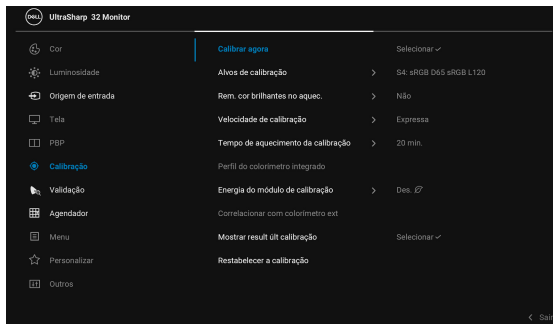 DELL UltraSharp 32 Monitor
Cor
Luminosidade
Origem de entrada
Tela
PBP
Calibração
Validação
Agendador
Menu
Personalizar
Outros
Calibrar agora Selecionar
Alvos de calibração > S4: sRGB D65 sRGB L120
Rem. cor brilhantes no aquec. > Não
Velocidade de calibração > Expressa
Tempo de aquecimento da calibração > 20 min.
Perfil do colorímetro integrado
Energia do módulo de calibração > Des.
Correlacionar com colorímetro ext
Mostrar result últ calibração Selecionar
Restabelecer a calibração
< Sair